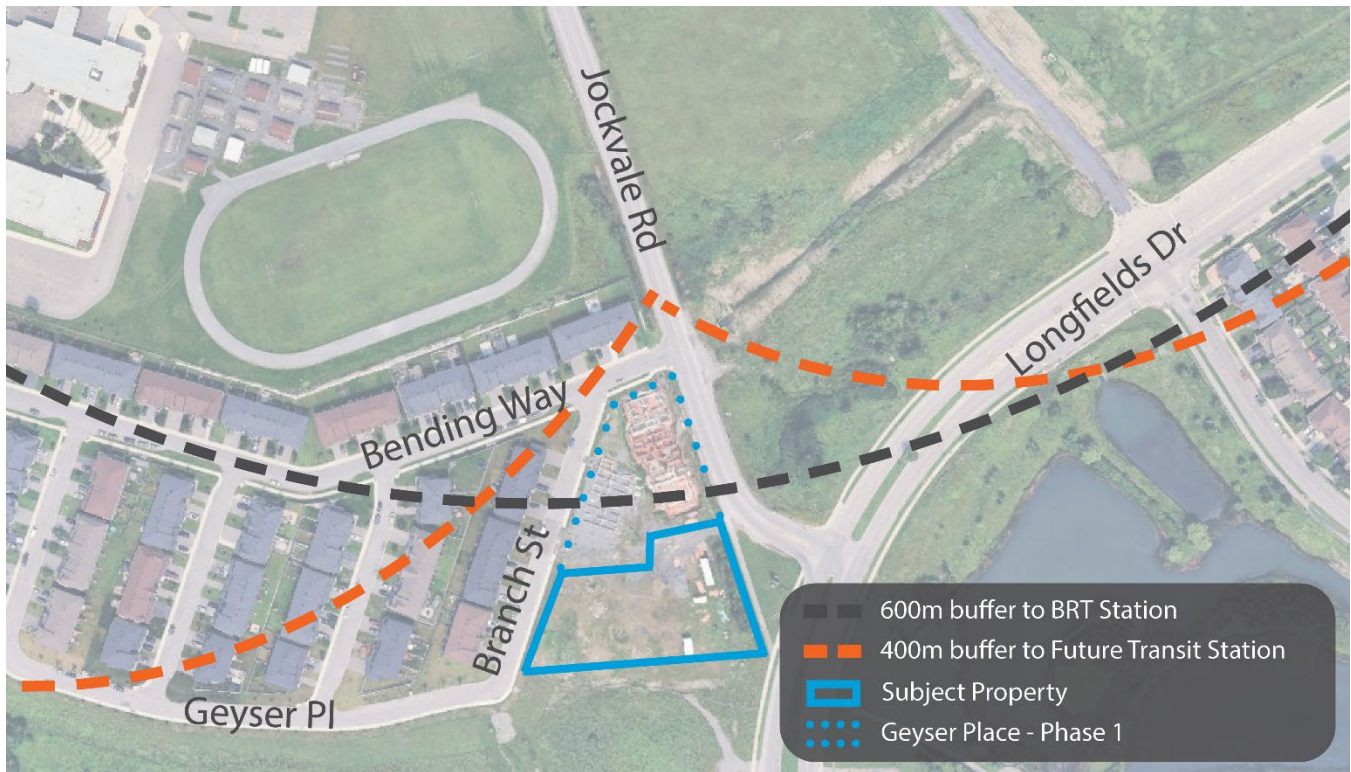 Jockvale Rd
Longfields Dr
Bending Way
Branch St
Geyser Pl
600m buffer to BRT Station
400m buffer to Future Transit Station
Subject Property
Geyser Place - Phase 1